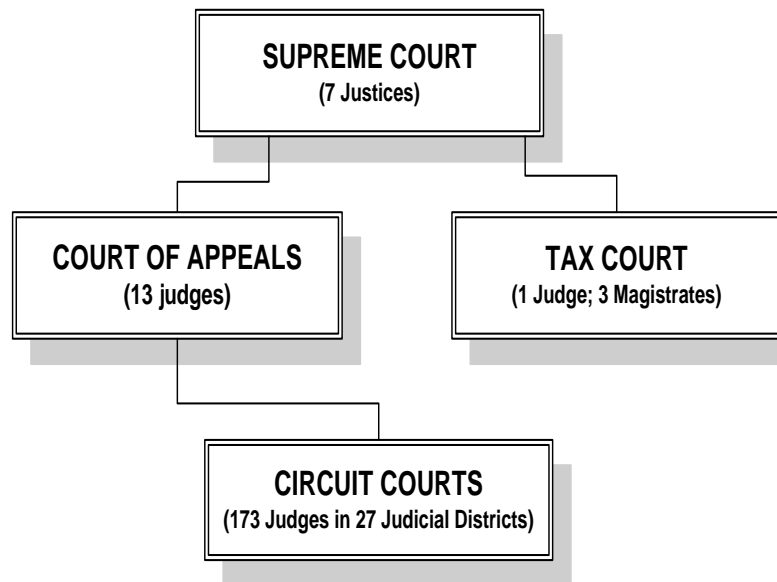 SUPREME COURT
(7 Justices)
COURT OF APPEALS
(13 judges)
TAX COURT
(1 Judge; 3 Magistrates)
CIRCUIT COURTS
(173 Judges in 27 Judicial Districts)